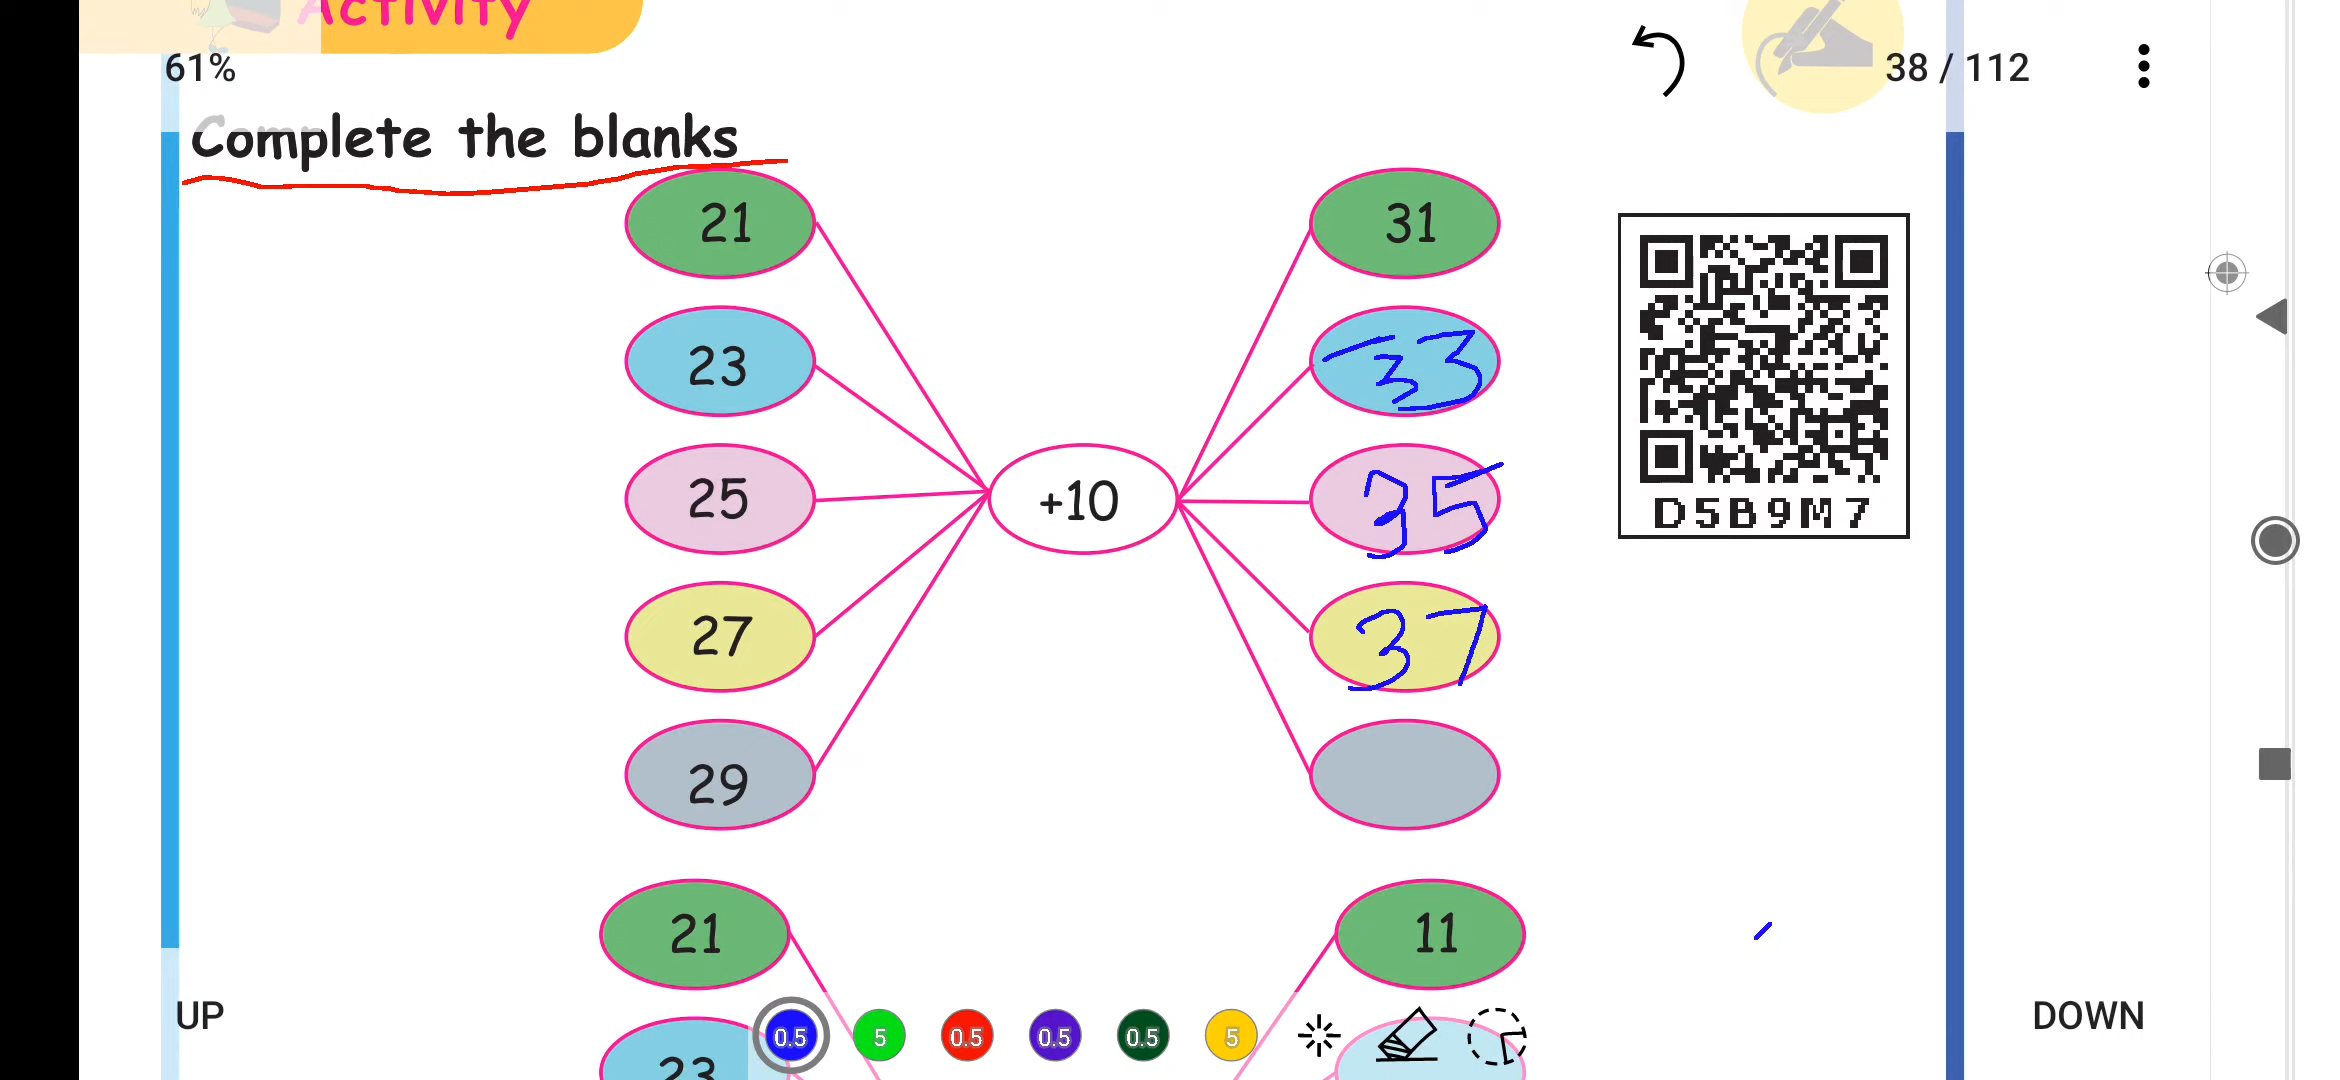 Activity
61%
38 / 112
Complete the blanks
21 31
23 33
25 +10 35
27 37
29
D5B9M7
21 11
UP 0.5 5 0.5 0.5 0.5 5 DOWN
23